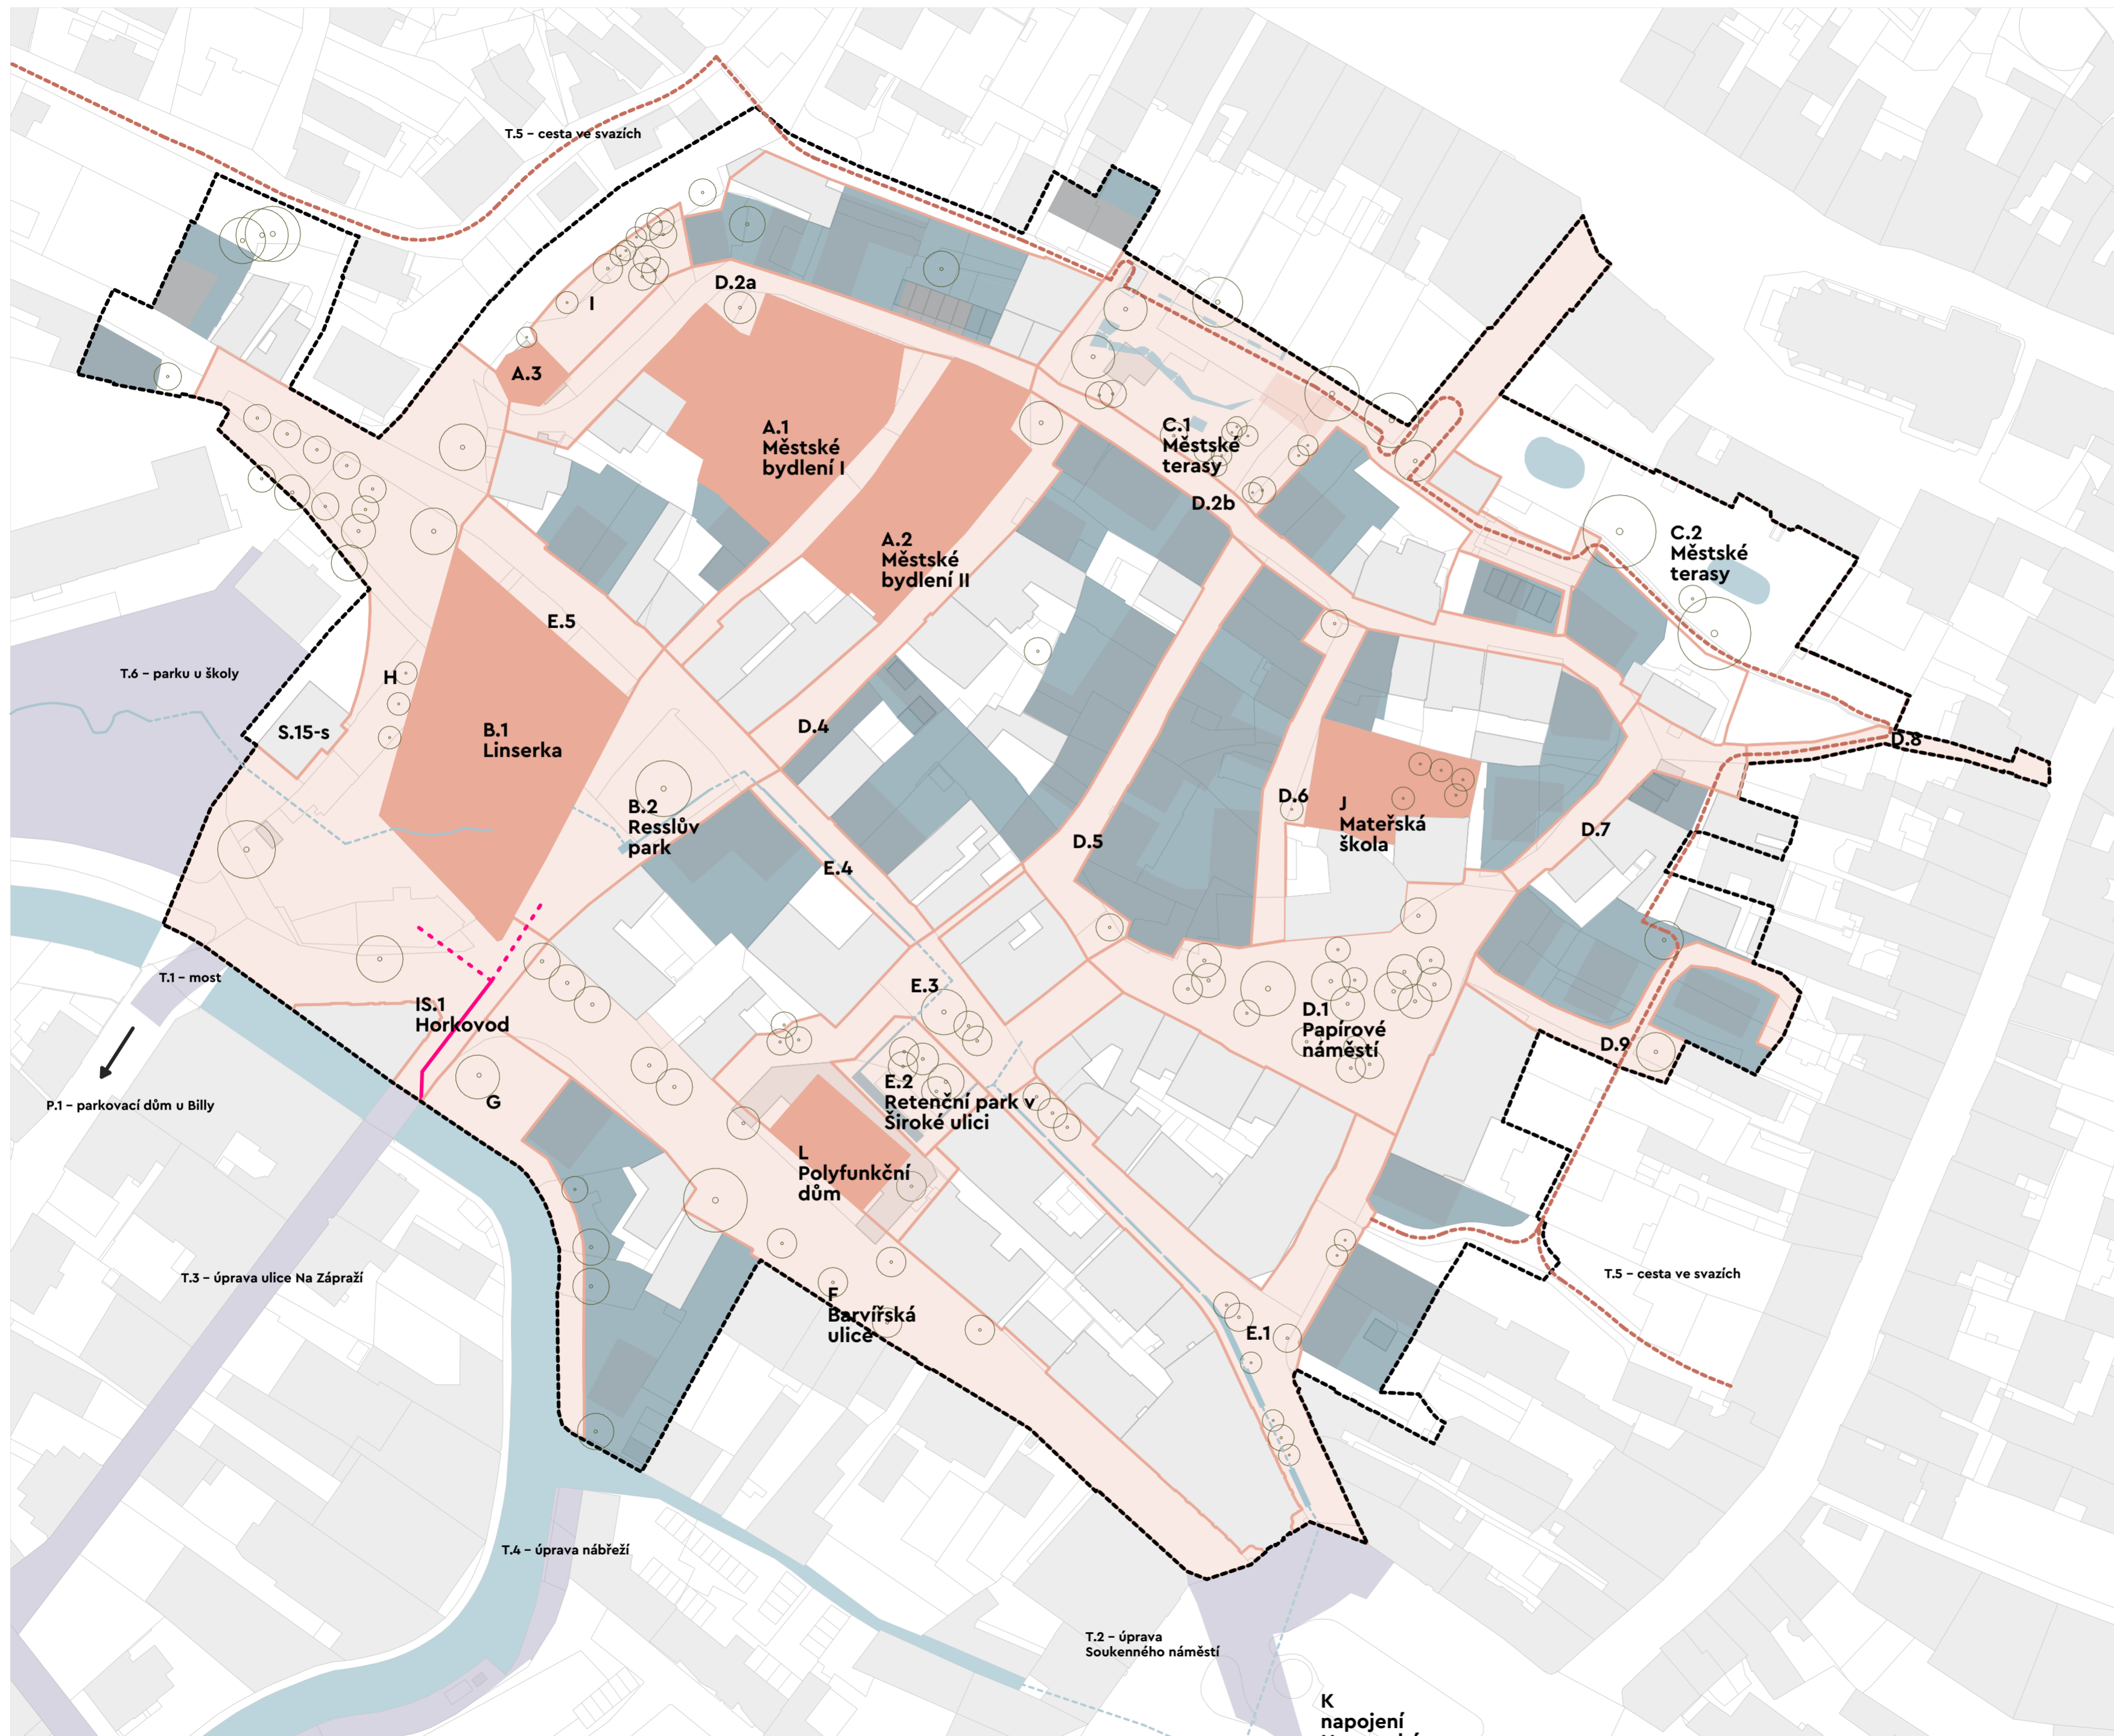 T.5 – cesta ve svazích
D.2a
I
A.3
A.1
Městské
bydlení I
C.1
Městské
terasy
D.2b
A.2
Městské
bydlení II
C.2
Městské
terasy
E.5
T.6 – parku u školy
H
S.15-s
B.1
Linserka
D.4
D.8
B.2
Resslův
park
D.6
J
Mateřská
škola
D.7
D.5
E.4
T.1 – most
IS.1
Horkovod
E.3
D.1
Papírové
náměstí
D.9
E.2
Retenční park v
Široké ulici
G
P.1 – parkovací dům u Billy
L
Polyfunkční
dům
T.3 – úprava ulice Na Zápraží
T.5 – cesta ve svazích
F
Barvířská
ulice
E.1
T.4 – úprava nábřeží
T.2 – úprava
Soukenného náměstí
K
napojení